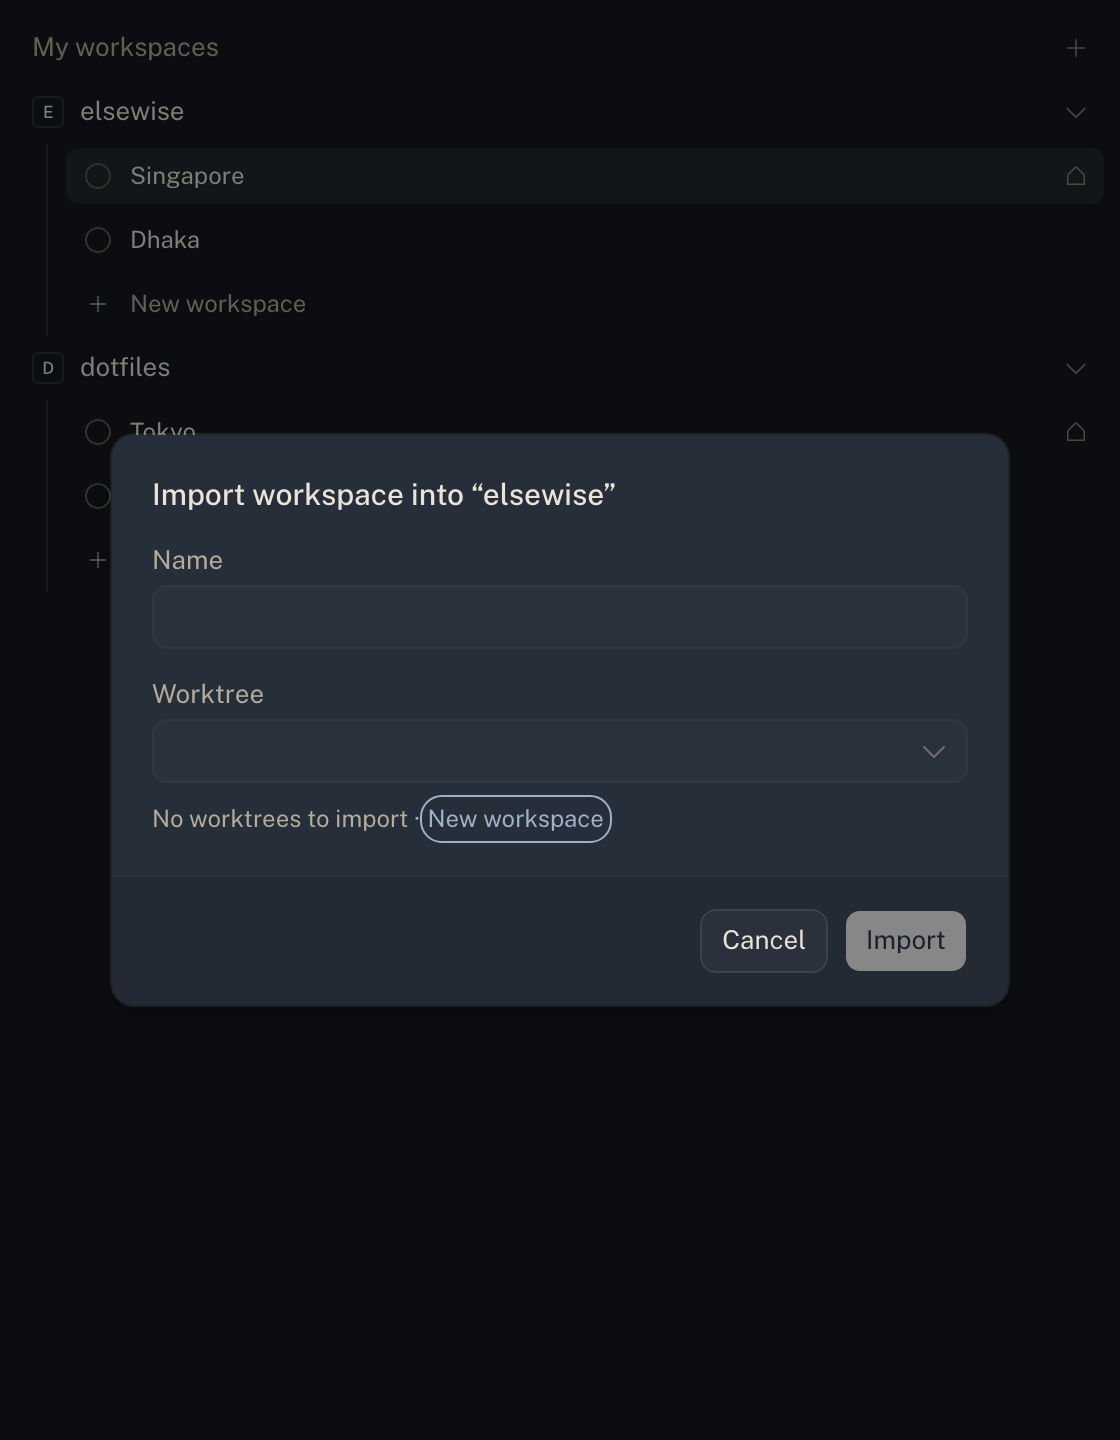 My workspaces
E elsewise
Singapore
Dhaka
New workspace
D dotfiles
Tokyo
Import workspace into “elsewise”
Name
Worktree
No worktrees to import · New workspace
Cancel Import